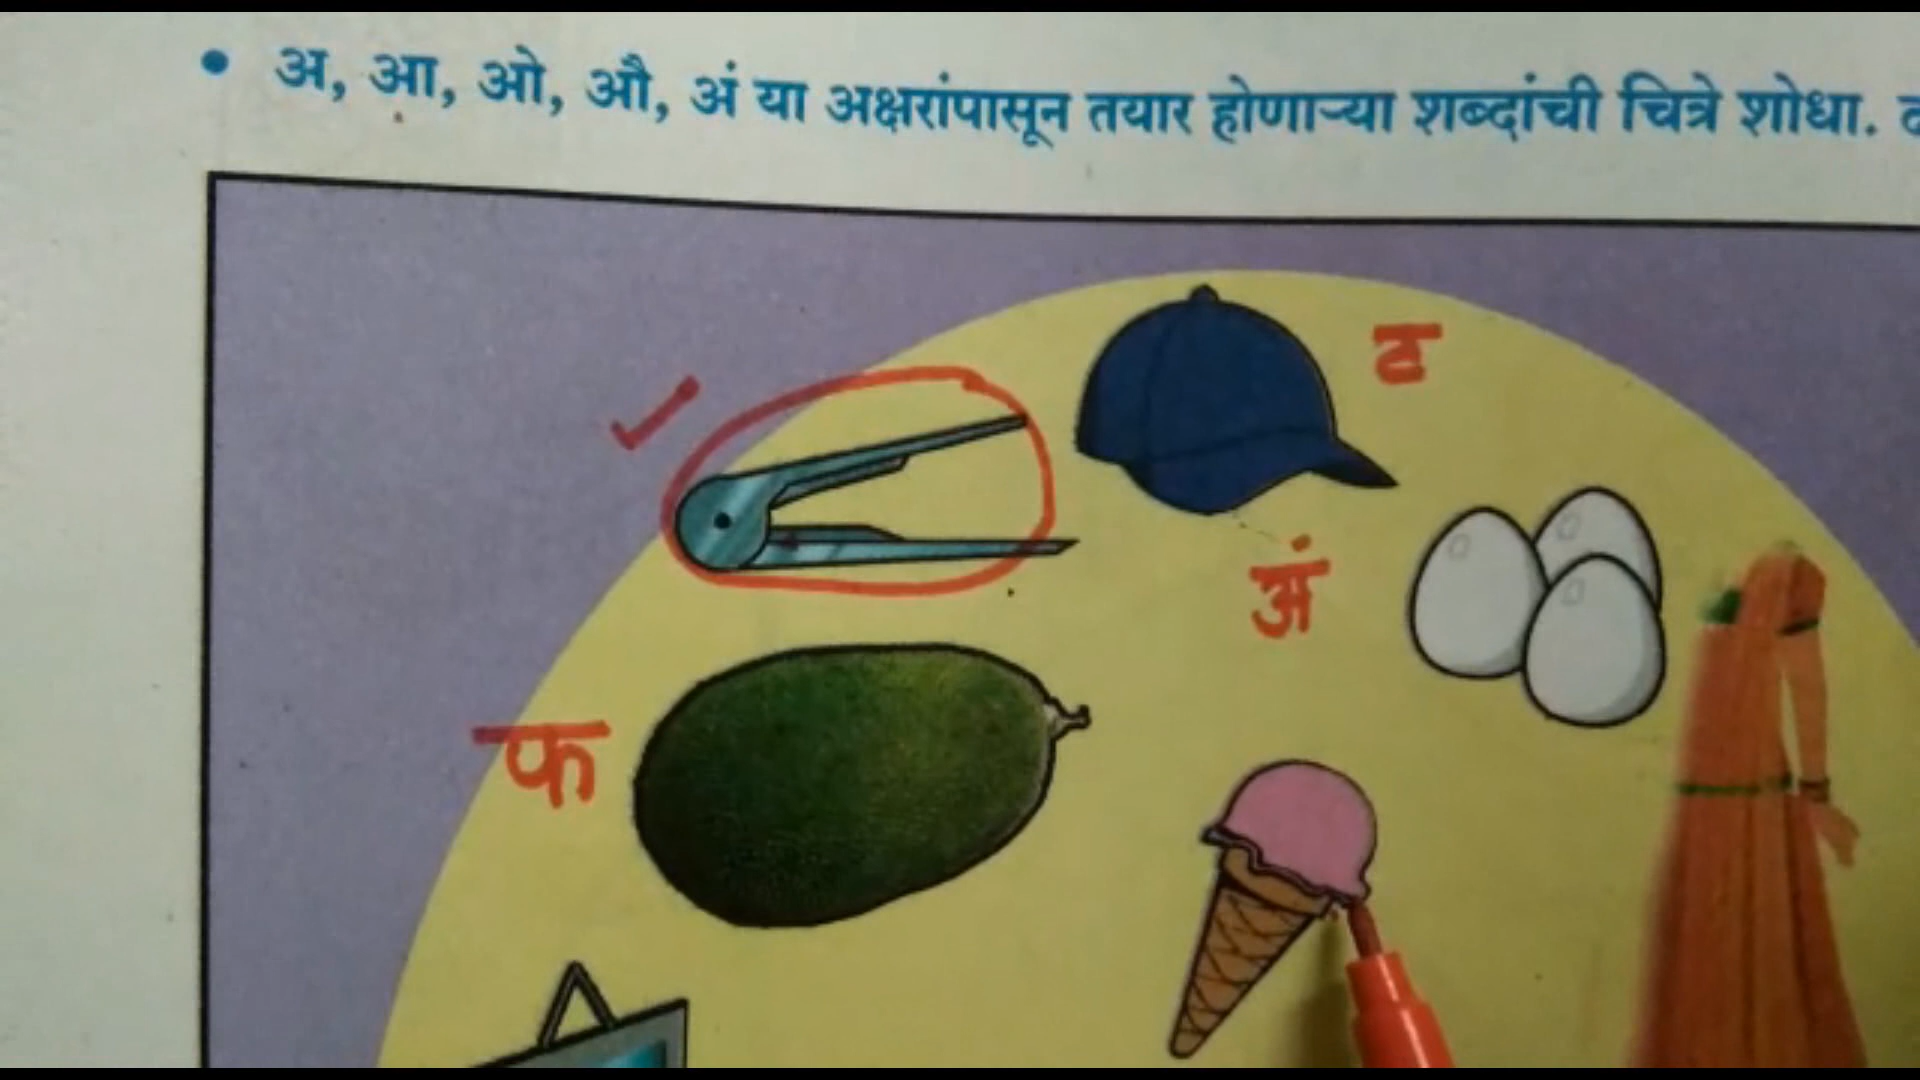 • अ, आ, ओ, औ, अं या अक्षरांपासून तयार होणाऱ्या शब्दांची चित्रे शोधा.
ठ
अं
फ